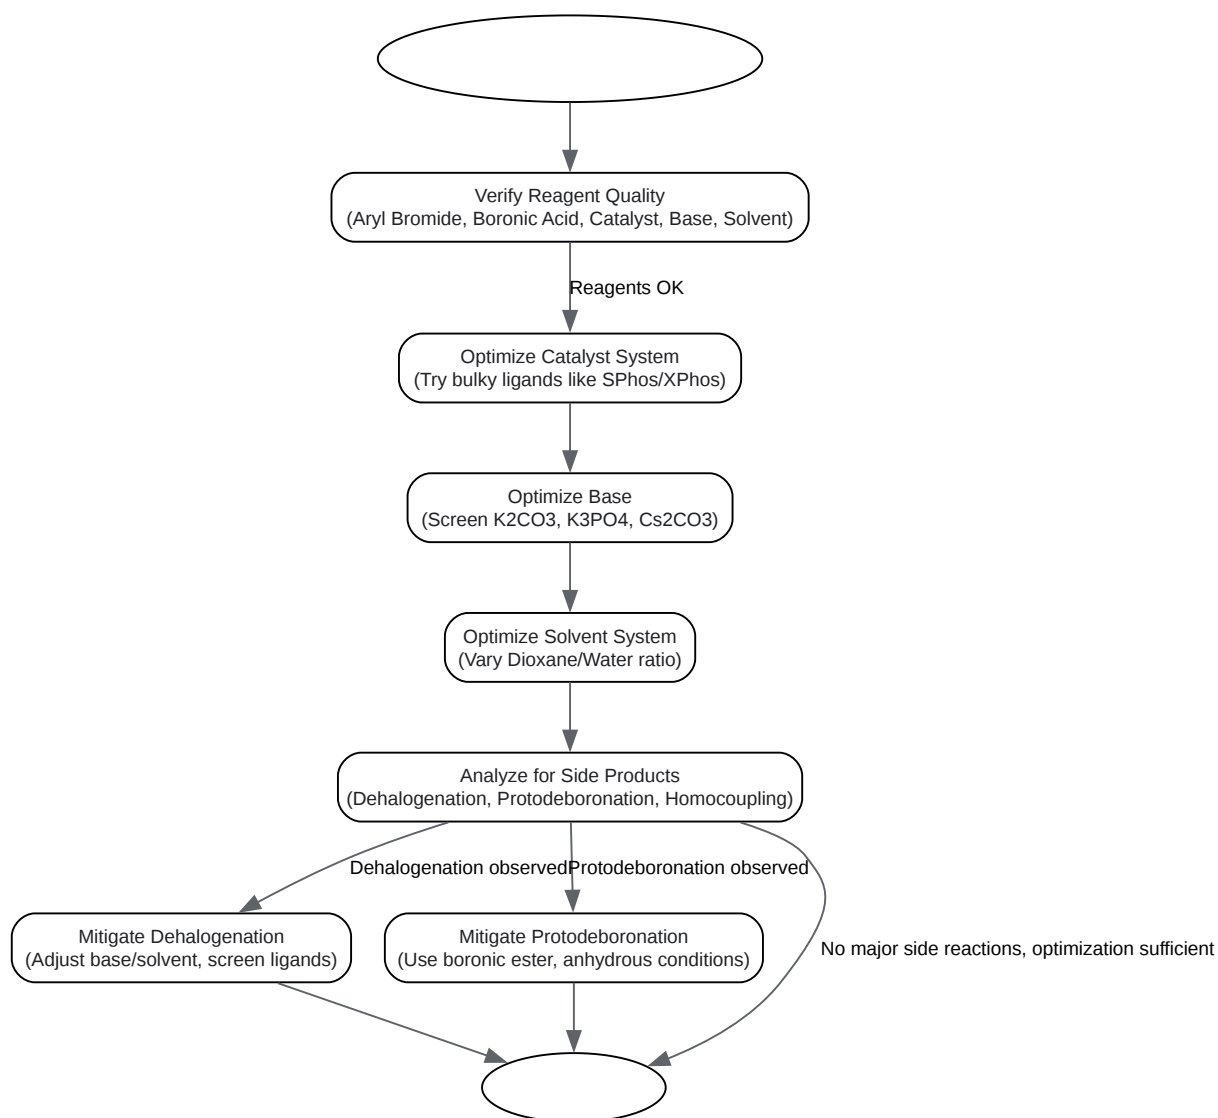 Verify Reagent Quality
(Aryl Bromide, Boronic Acid, Catalyst, Base, Solvent)
Reagents OK
Optimize Catalyst System
(Try bulky ligands like SPhos/XPhos)
Optimize Base
(Screen K2CO3, K3PO4, Cs2CO3)
Optimize Solvent System
(Vary Dioxane/Water ratio)
Analyze for Side Products
(Dehalogenation, Protodeboronation, Homocoupling)
Dehalogenation observed
Protodeboronation observed
Mitigate Dehalogenation
(Adjust base/solvent, screen ligands)
Mitigate Protodeboronation
(Use boronic ester, anhydrous conditions)
No major side reactions, optimization sufficient